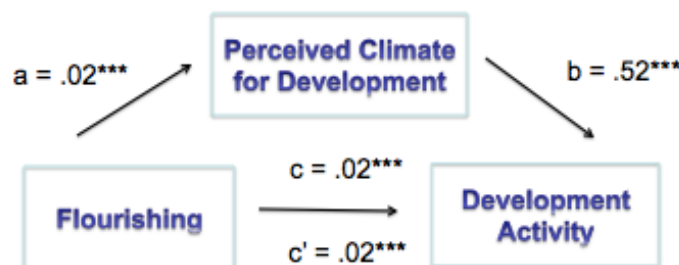 Perceived Climate
for Development
a = .02***
b = .52***
c = .02***
Flourishing
Development
Activity
c' = .02***